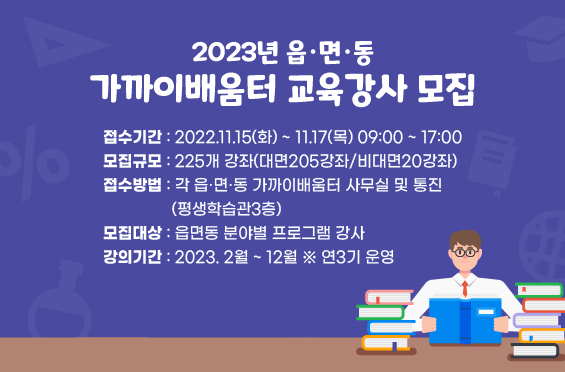 2023년 읍·면·동
가까이배움터 교육강사 모집
접수기간 : 2022.11.15(화) ~ 11.17(목) 09:00 ~ 17:00
모집규모 : 225개 강좌(대면205강좌/비대면20강좌)
접수방법 : 각 읍·면·동 가까이배움터 사무실 및 통진
(평생학습관3층)
모집대상 : 읍면동 분야별 프로그램 강사
강의기간 : 2023. 2월 ~ 12월 ※ 연3기 운영